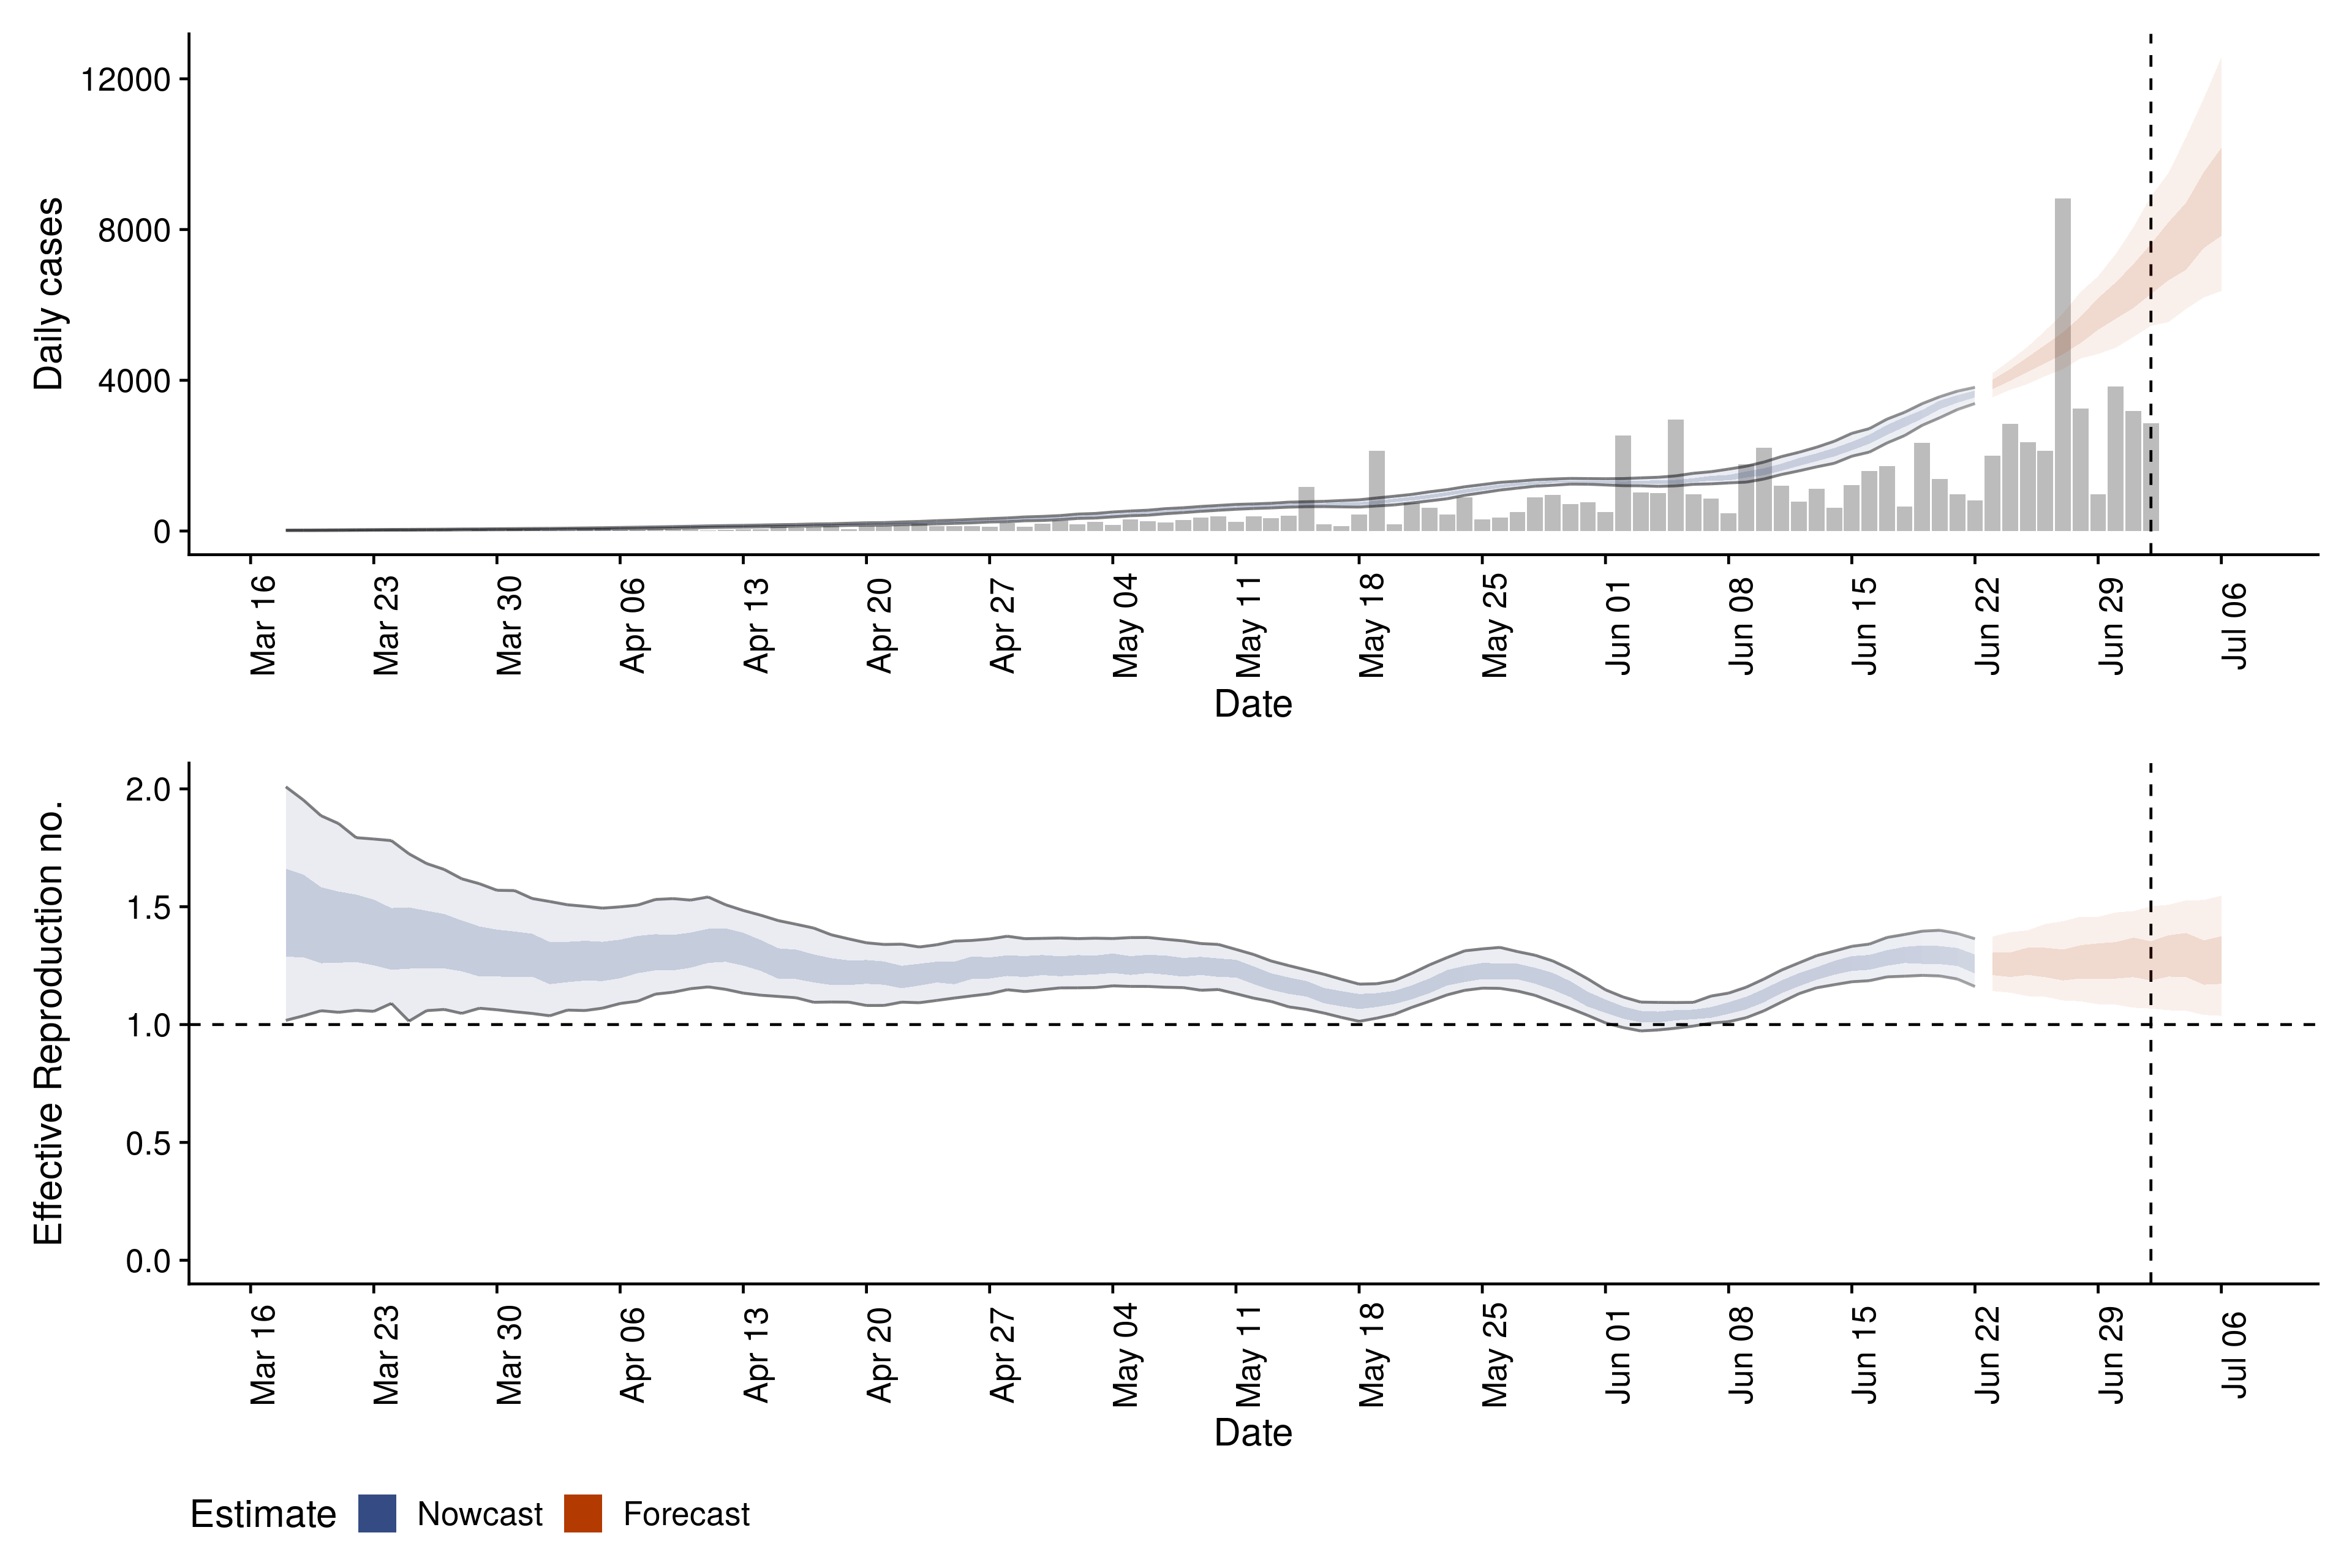 Daily cases
12000
8000
4000
0
Mar 16
Mar 23
Mar 30
Apr 06
Apr 13
Apr 20
Apr 27
May 04
May 11
May 18
May 25
Jun 01
Jun 08
Jun 15
Jun 22
Jun 29
Jul 06
Date
Effective Reproduction no.
2.0
1.5
1.0
0.5
0.0
Mar 16
Mar 23
Mar 30
Apr 06
Apr 13
Apr 20
Apr 27
May 04
May 11
May 18
May 25
Jun 01
Jun 08
Jun 15
Jun 22
Jun 29
Jul 06
Date
Estimate Nowcast Forecast